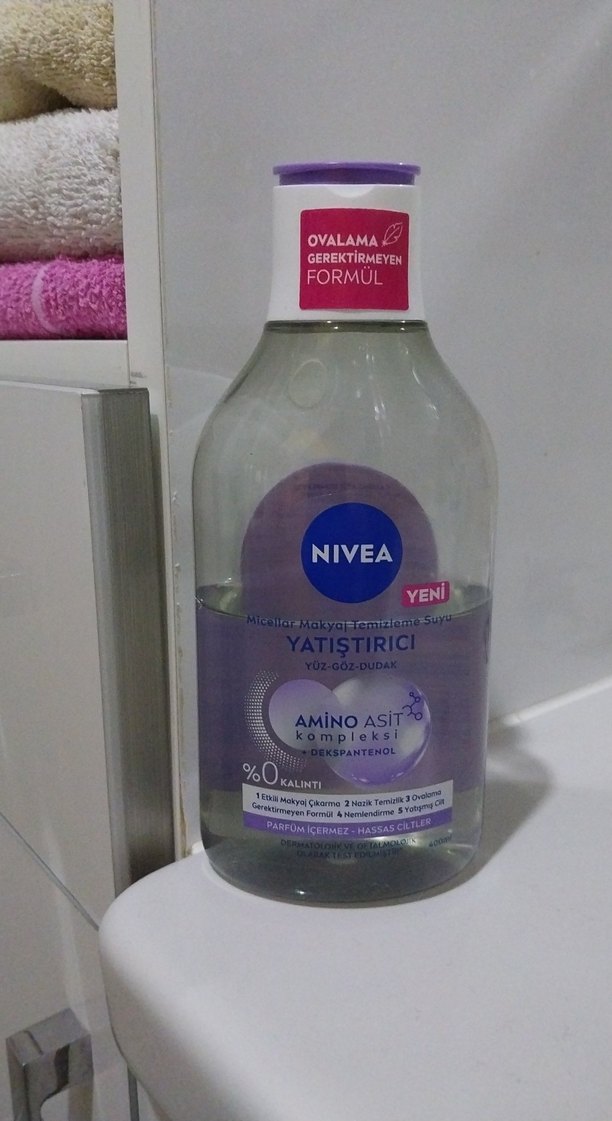 OVALAMA
GEREKTİRMEYEN
FORMÜL
NIVEA
YENİ
Micellar Makyaj Temizleme Suyu
YATIŞTIRICI
YÜZ-GÖZ-DUDAK
AMİNO ASİT
kompleksi
+ DEKSPANTENOL
%0 KALINTI
1 Etkili Makyaj Çıkarma 2 Nazik Temizlik 3 Ovalama
Gerektirmeyen Formül 4 Nemlendirme 5 Yatışmış Cilt
PARFÜM İÇERMEZ - HASSAS CİLTLER
DERMATOLOJİK VE OFTALMOLOJİK
OLARAK TEST EDİLMİŞTİR
400ml